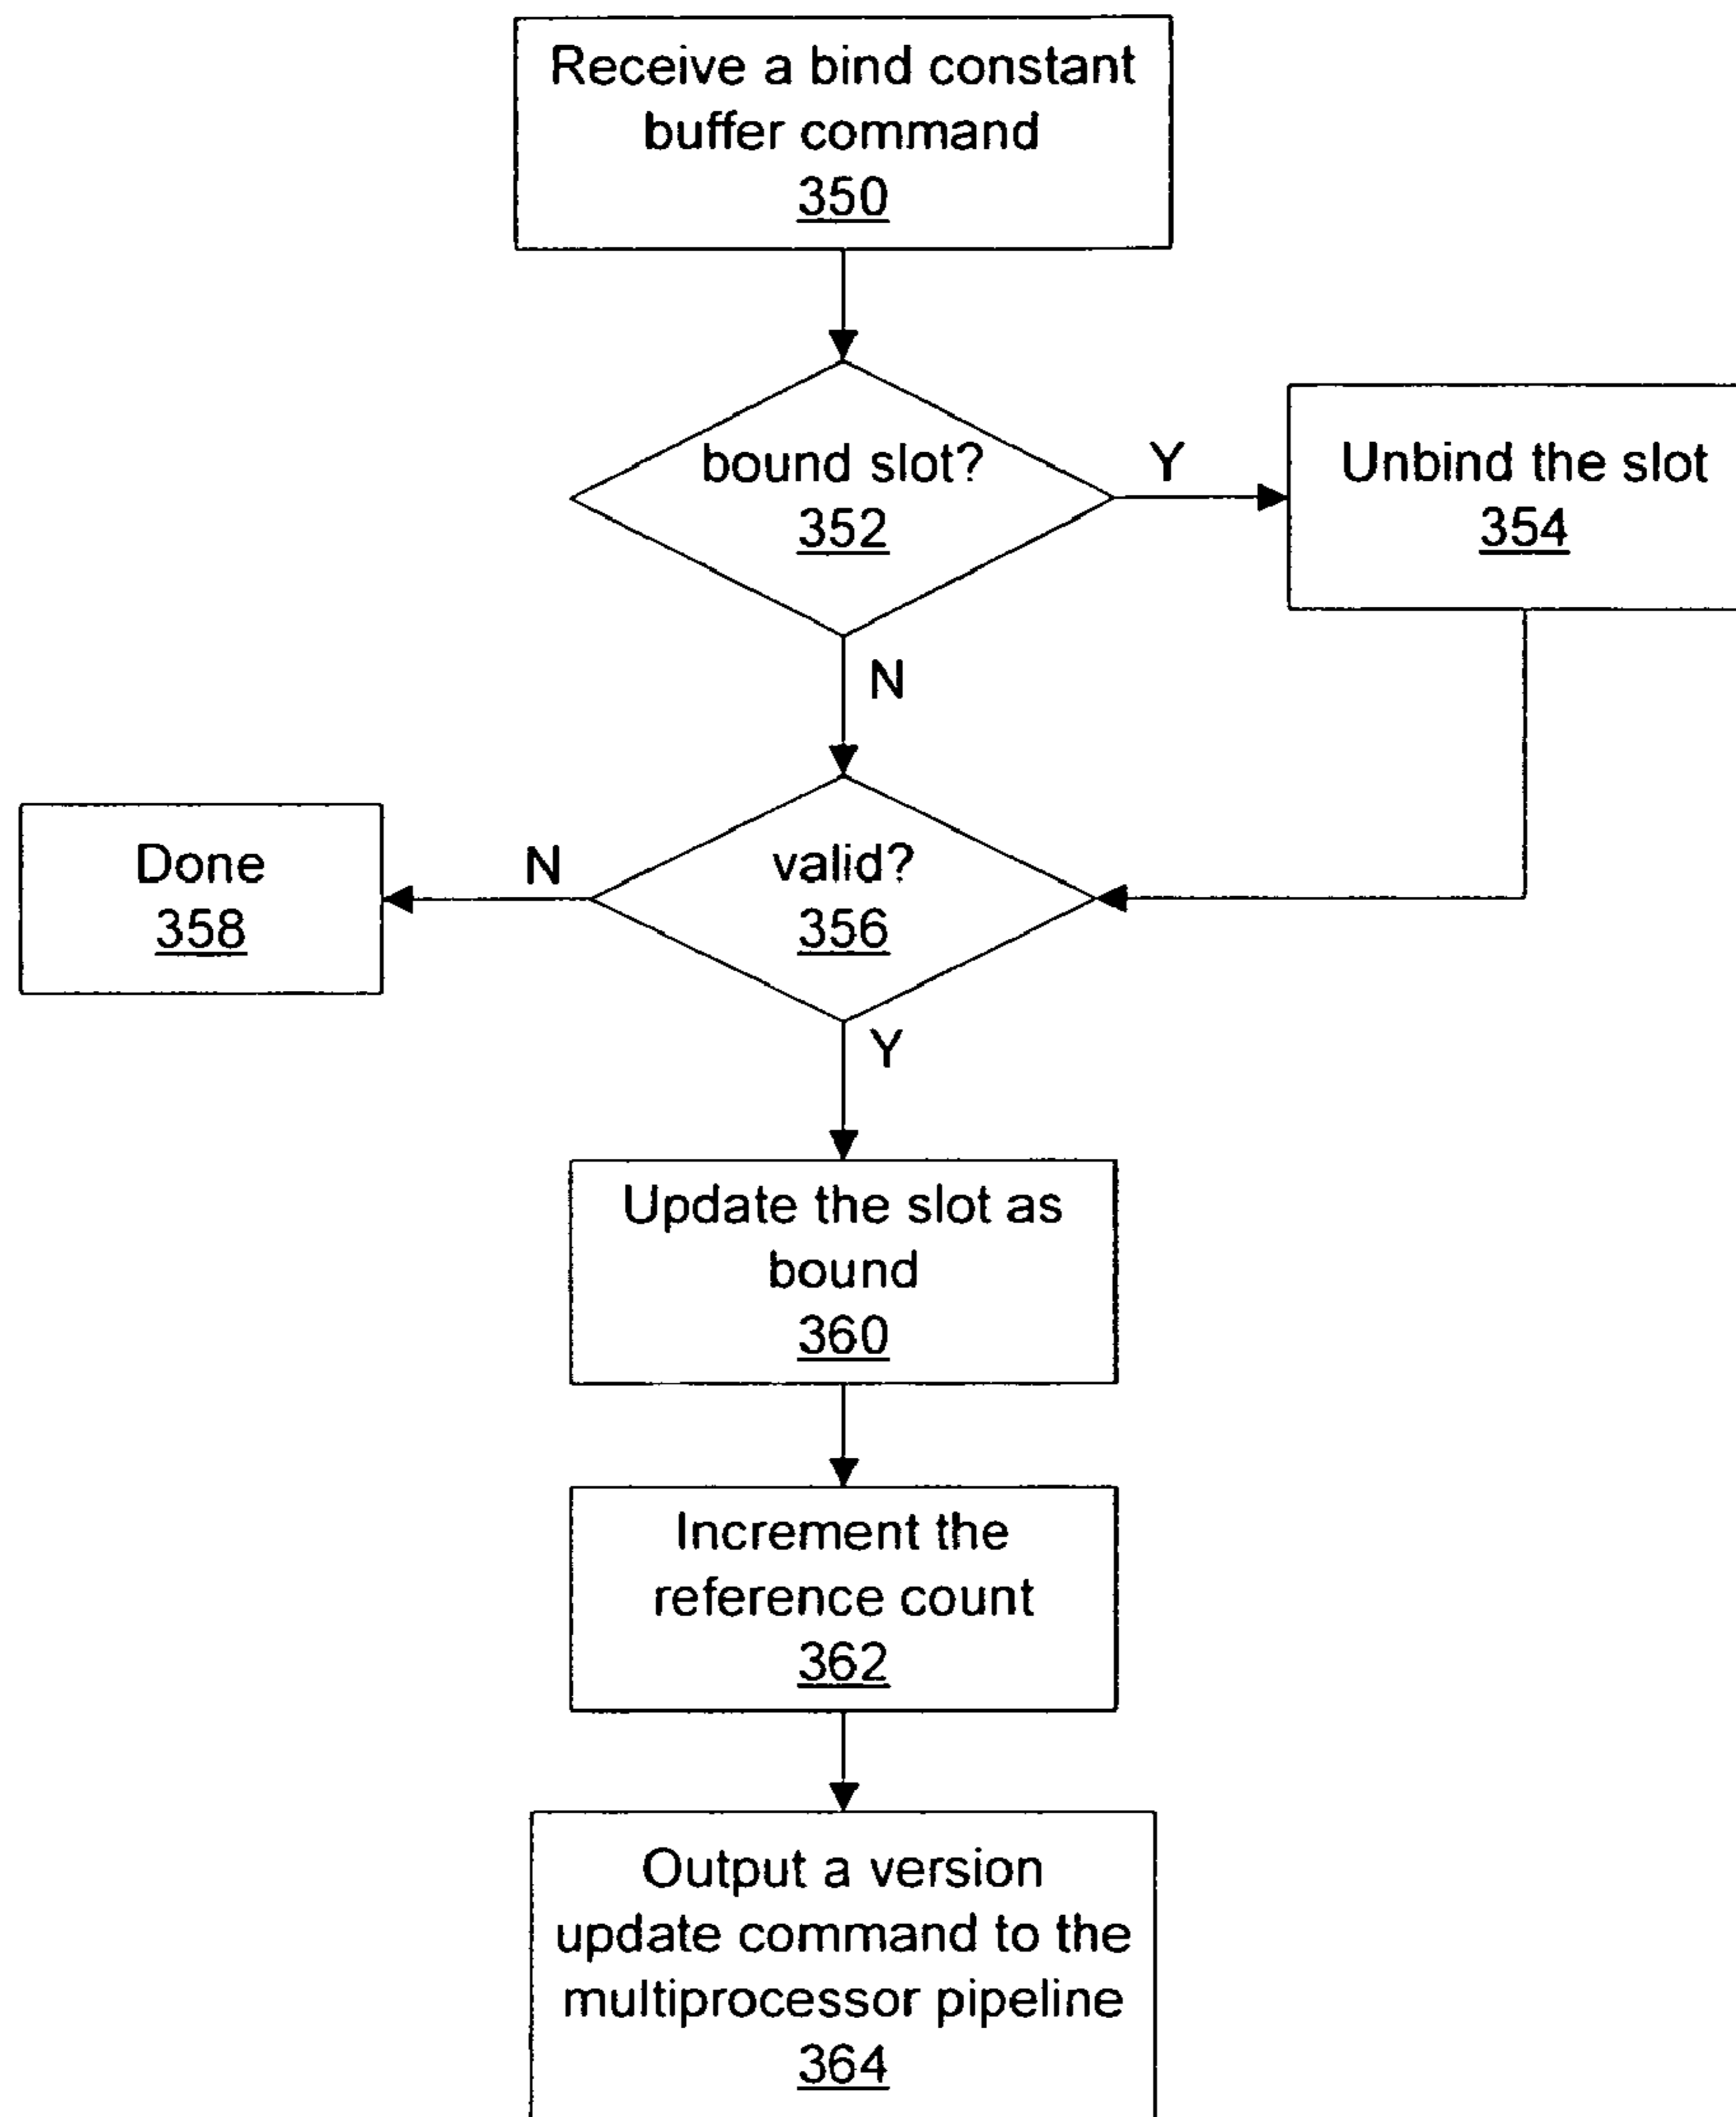 Receive a bind constant
buffer command
350
bound slot?
352
Y
Unbind the slot
354
N
Done
358
N
valid?
356
Y
Update the slot as
bound
360
Increment the
reference count
362
Output a version
update command to the
multiprocessor pipeline
364